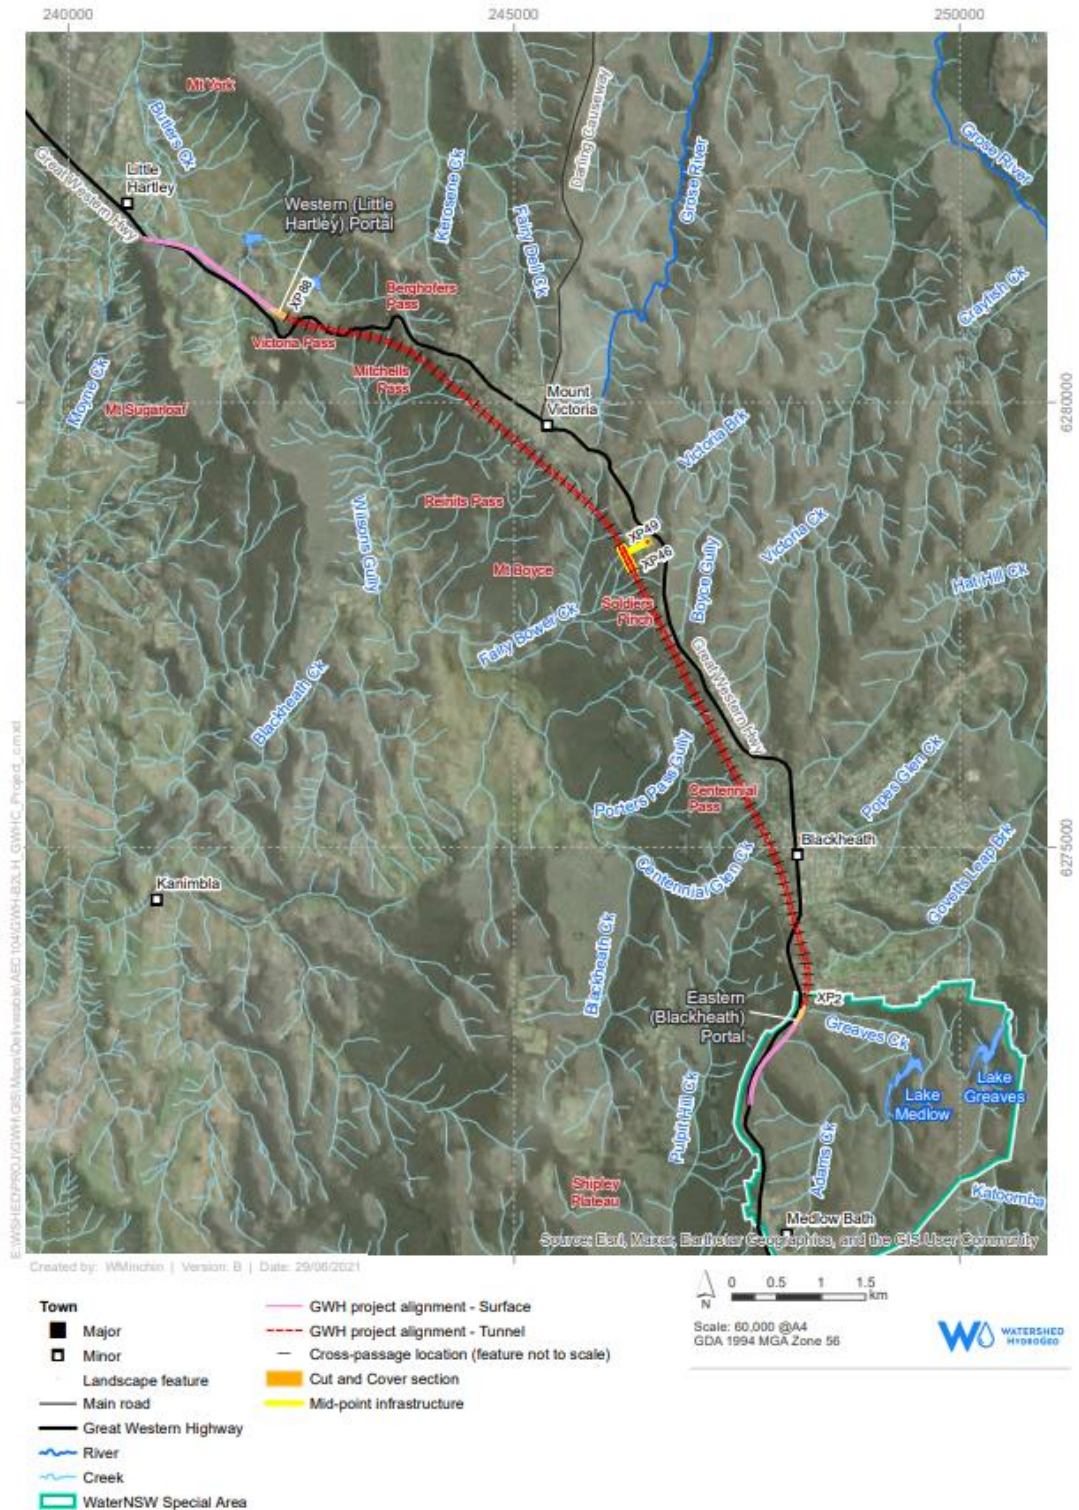 240000
245000
250000
Mt York
Butlers Ck
Little
Hartley
Great Western Hwy
Western (Little
Hartley) Portal
Kerosene Ck
Fairy Dell Ck
Darling Causeway
Grose River
Grose River
Crayfish Ck
XP88
Berghofers
Pass
Victoria Pass
Mitchells
Pass
Moyne Ck
Mt Sugarloaf
Mount
Victoria
6280000
Victoria Brk
Reinits Pass
Wilsons Gully
XP49
XP46
Victoria Ck
Mt Boyce
Boyce Gully
Hat Hill Ck
Soldiers
Pinch
Fairy Bower Ck
Great Western Hwy
Blackheath Ck
Porters Pass Gully
Centennial
Pass
Popes Glen Ck
Blackheath
6275000
Centennial Glen Ck
Govetts Leap Brk
Kanimbla
Blackheath Ck
Eastern
(Blackheath)
Portal
XP2
Greaves Ck
Lake
Greaves
Lake
Medlow
Pulpit Hill Ck
Adams Ck
Shipley
Plateau
Katoomba
Medlow Bath
Source: Esri, Maxar, Earthstar Geographics, and the GIS User Community
Created by: WMinchin | Version: B | Date: 29/06/2021
Town
Major
Minor
Landscape feature
Main road
Great Western Highway
River
Creek
WaterNSW Special Area
GWH project alignment - Surface
GWH project alignment - Tunnel
Cross-passage location (feature not to scale)
Cut and Cover section
Mid-point infrastructure
N
0 0.5 1 1.5
km
Scale: 60,000 @A4
GDA 1994 MGA Zone 56
WATERSHED
HYDROGEO